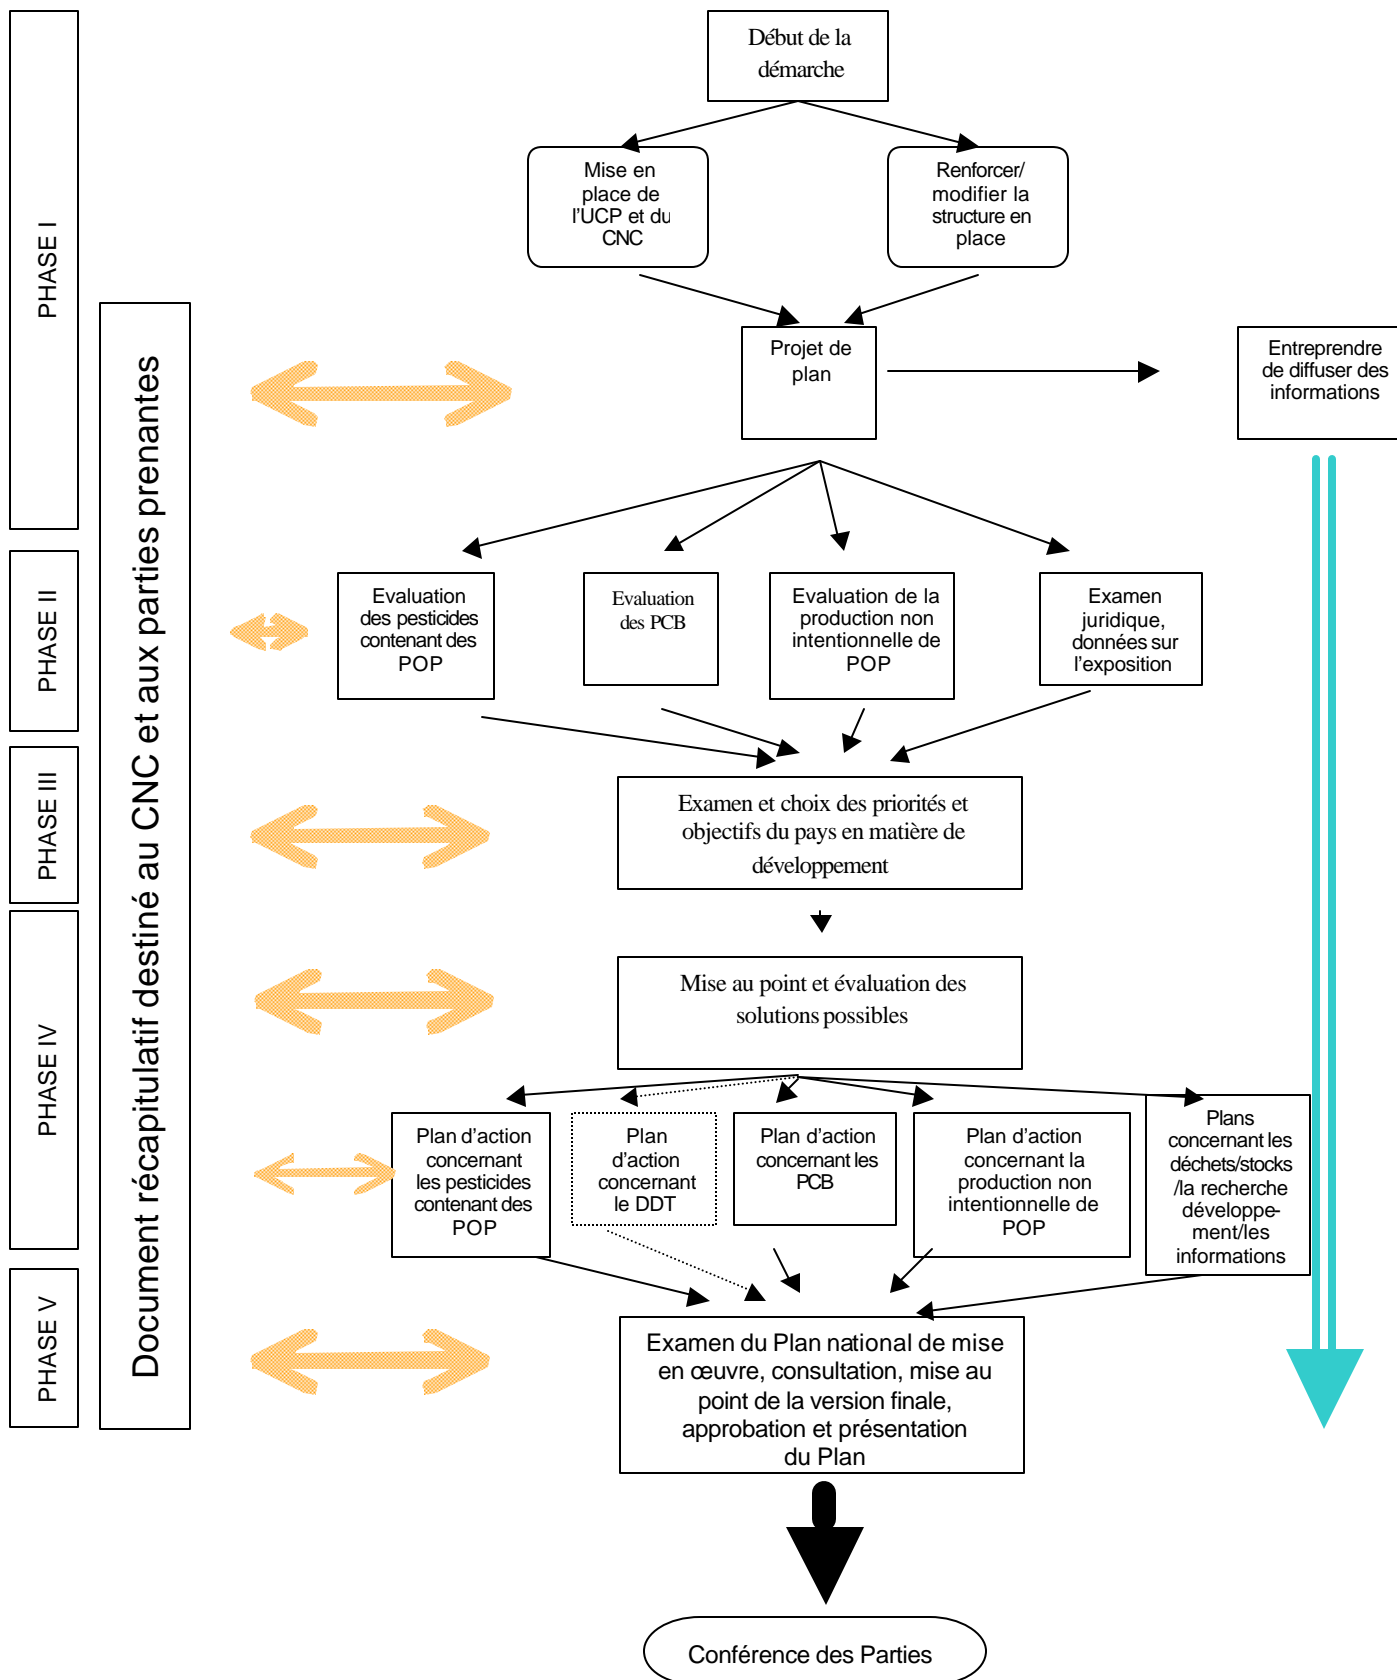 Début de la
démarche
Mise en
place de
l’UCP et du
CNC
Renforcer/
modifier la
structure en
place
PHASE I
Projet de
plan
Entreprendre
de diffuser des
informations
Document récapitulatif destiné au CNC et aux parties prenantes
PHASE II
Evaluation
des pesticides
contenant des
POP
Evaluation
des PCB
Evaluation de la
production non
intentionnelle de
POP
Examen
juridique,
données sur
l’exposition
PHASE III
Examen et choix des priorités et
objectifs du pays en matière de
développement
PHASE IV
Mise au point et évaluation des
solutions possibles
Plan d’action
concernant
les pesticides
contenant des
POP
Plan
d’action
concernant
le DDT
Plan d’action
concernant les
PCB
Plan d’action
concernant la
production non
intentionnelle de
POP
Plans
concernant les
déchets/stocks
/la recherche
développe-
ment/les
informations
PHASE V
Examen du Plan national de mise
en œuvre, consultation, mise au
point de la version finale,
approbation et présentation
du Plan
Conférence des Parties